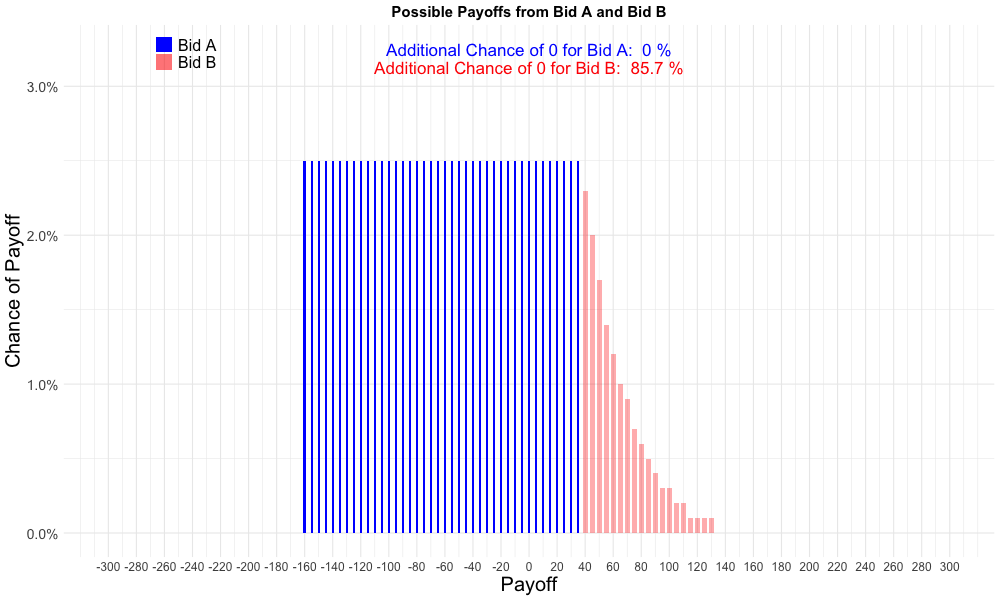 Possible Payoffs from Bid A and Bid B
Bid A
Bid B
Additional Chance of 0 for Bid A: 0 %
Additional Chance of 0 for Bid B: 85.7 %
Chance of Payoff
3.0%
2.0%
1.0%
0.0%
-300 -280 -260 -240 -220 -200 -180 -160 -140 -120 -100 -80 -60 -40 -20 0 20 40 60 80 100 120 140 160 180 200 220 240 260 280 300
Payoff